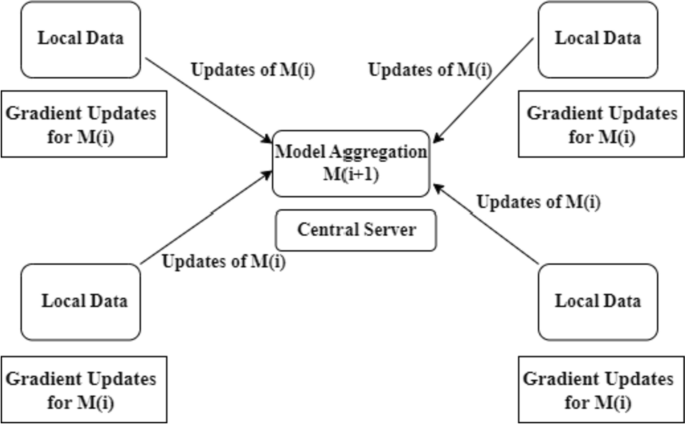 Local Data
Updates of M(i)
Updates of M(i)
Local Data
Gradient Updates
for M(i)
Gradient Updates
for M(i)
Model Aggregation
M(i+1)
Updates of M(i)
Central Server
Updates of M(i)
Local Data
Local Data
Gradient Updates
for M(i)
Gradient Updates
for M(i)